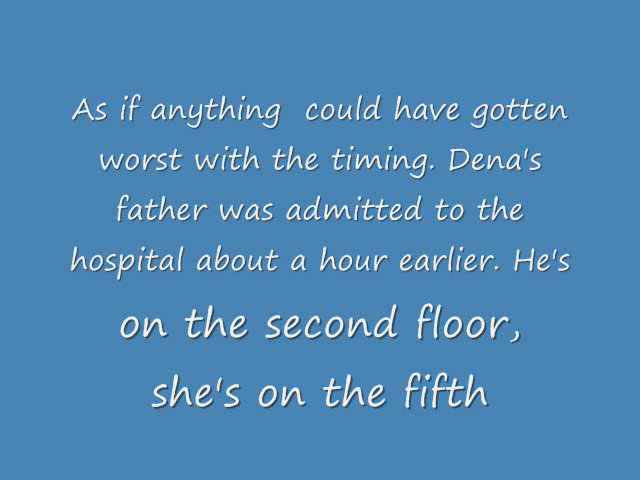 As if anything  could have gotten
worst with the timing. Dena's
father was admitted to the
hospital about a hour earlier. He's
on the second floor,
she's on the fifth